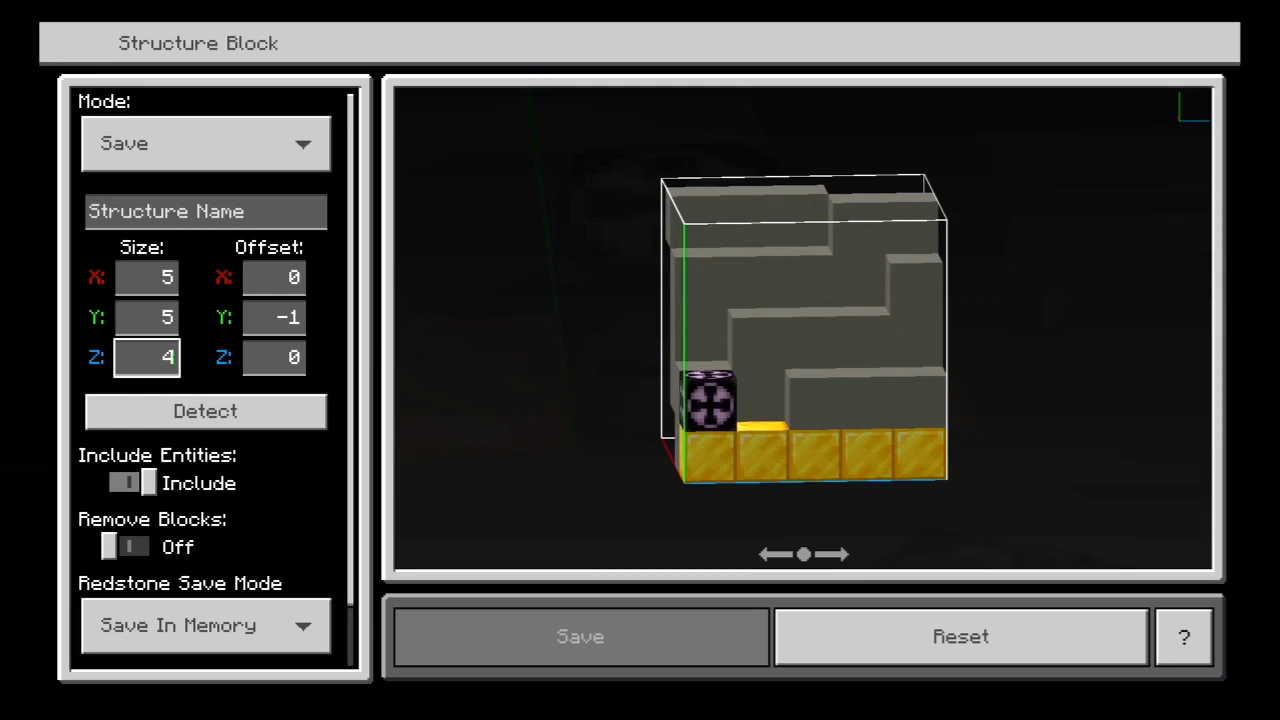 Structure Block
Mode:
Save
Structure Name
Size: Offset:
X: 5 X: 0
Y: 5 Y: -1
Z: 4 Z: 0
Detect
Include Entities:
Include
Remove Blocks:
Off
Redstone Save Mode
Save In Memory
Save Reset ?